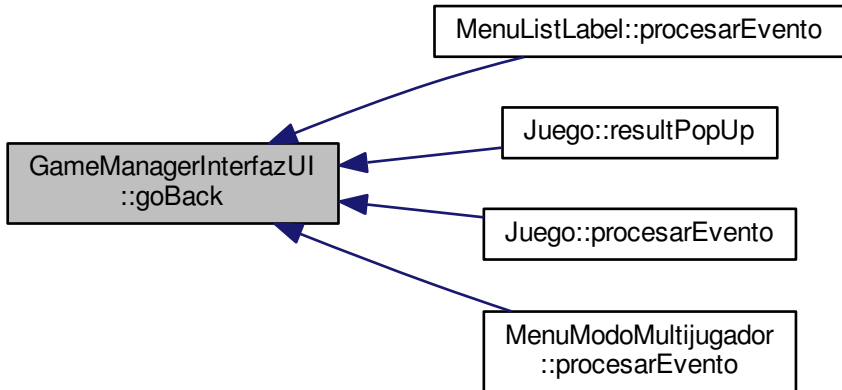 MenuListLabel::procesarEvento
Juego::resultPopUp
GameManagerInterfazUI
::goBack
Juego::procesarEvento
MenuModoMultijugador
::procesarEvento